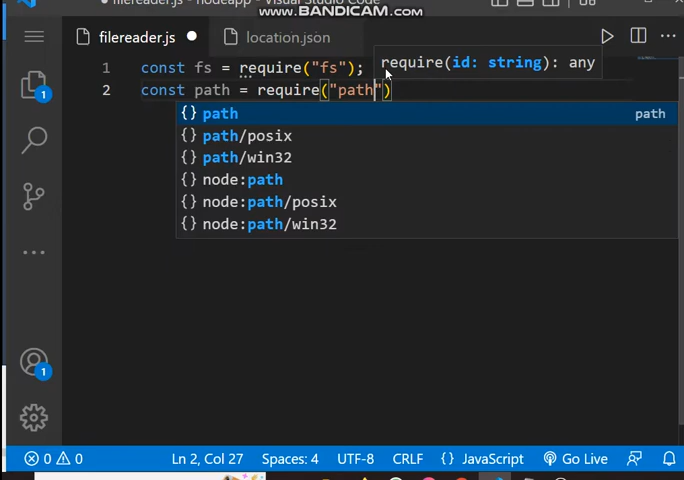 filereader.js - nodeapp - Visual Studio Code
www.BANDICAM.com
filereader.js
location.json
1 const fs = require("fs");
require(id: string): any
2 const path = require("path")
{} path path
{} path/posix
{} path/win32
{} node:path
{} node:path/posix
{} node:path/win32
1
1
0 0 Ln 2, Col 27 Spaces: 4 UTF-8 CRLF {} JavaScript Go Live